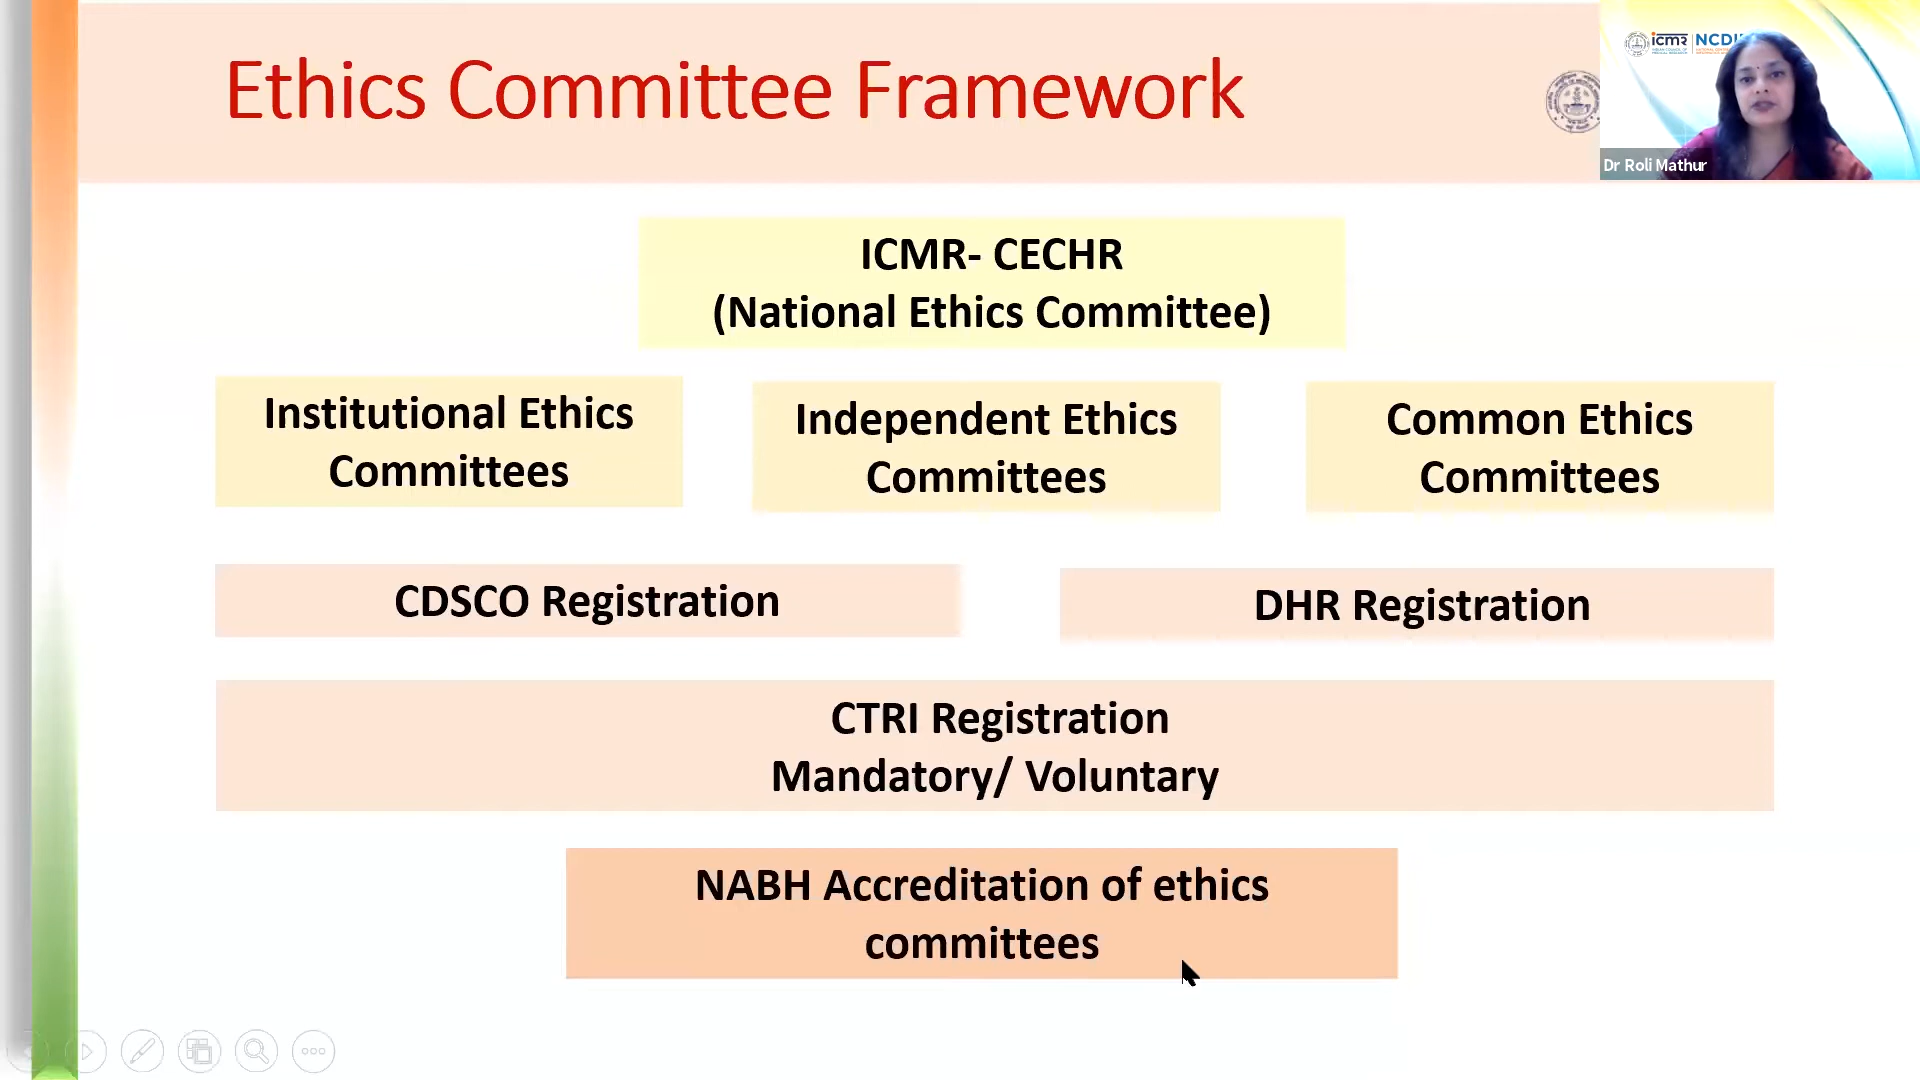 Ethics Committee Framework
icmr
Dr Roli Mathur
ICMR- CECHR
(National Ethics Committee)
Institutional Ethics
Committees
Independent Ethics
Committees
Common Ethics
Committees
CDSCO Registration
DHR Registration
CTRI Registration
Mandatory/ Voluntary
NABH Accreditation of ethics
committees